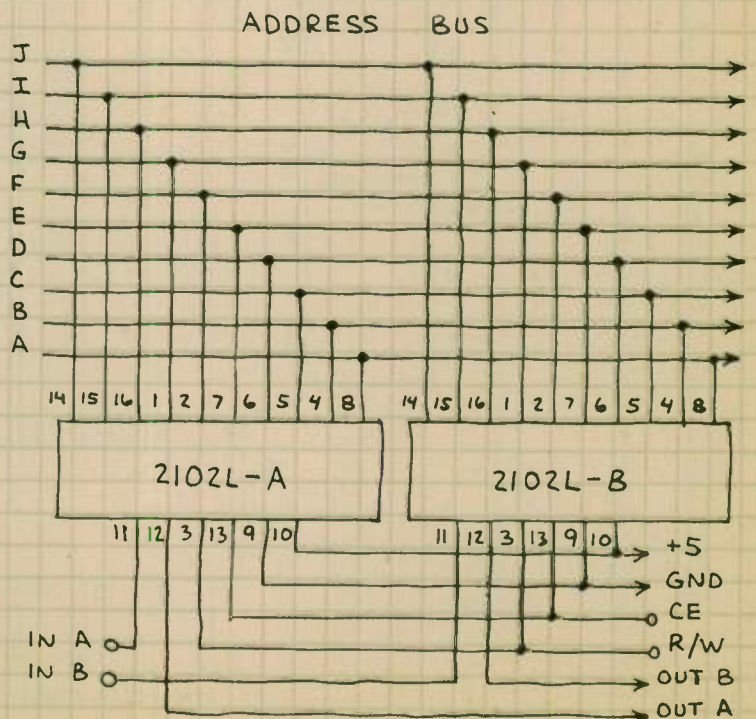 ADDRESS BUS
J
I
H
G
F
E
D
C
B
A
14 15 16 1 2 7 6 5 4 8 14 15 16 1 2 7 6 5 4 8
2102L-A 2102L-B
11 12 3 13 9 10 11 12 3 13 9 10
+5
GND
CE
IN A R/W
IN B OUT B
OUT A